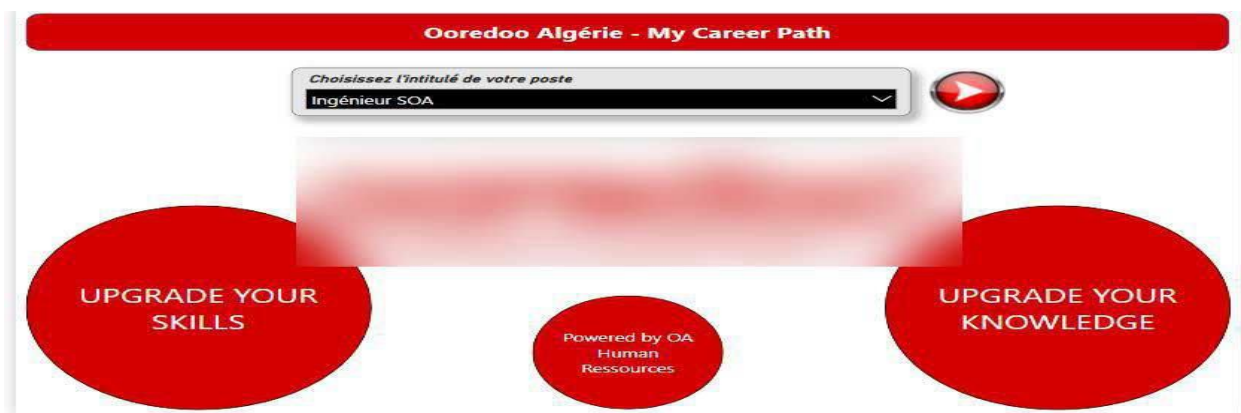 Ooredoo Algérie - My Career Path
Choisissez l'intitulé de votre poste
Ingénieur SOA
UPGRADE YOUR
SKILLS
UPGRADE YOUR
KNOWLEDGE
Powered by OA
Human
Ressources